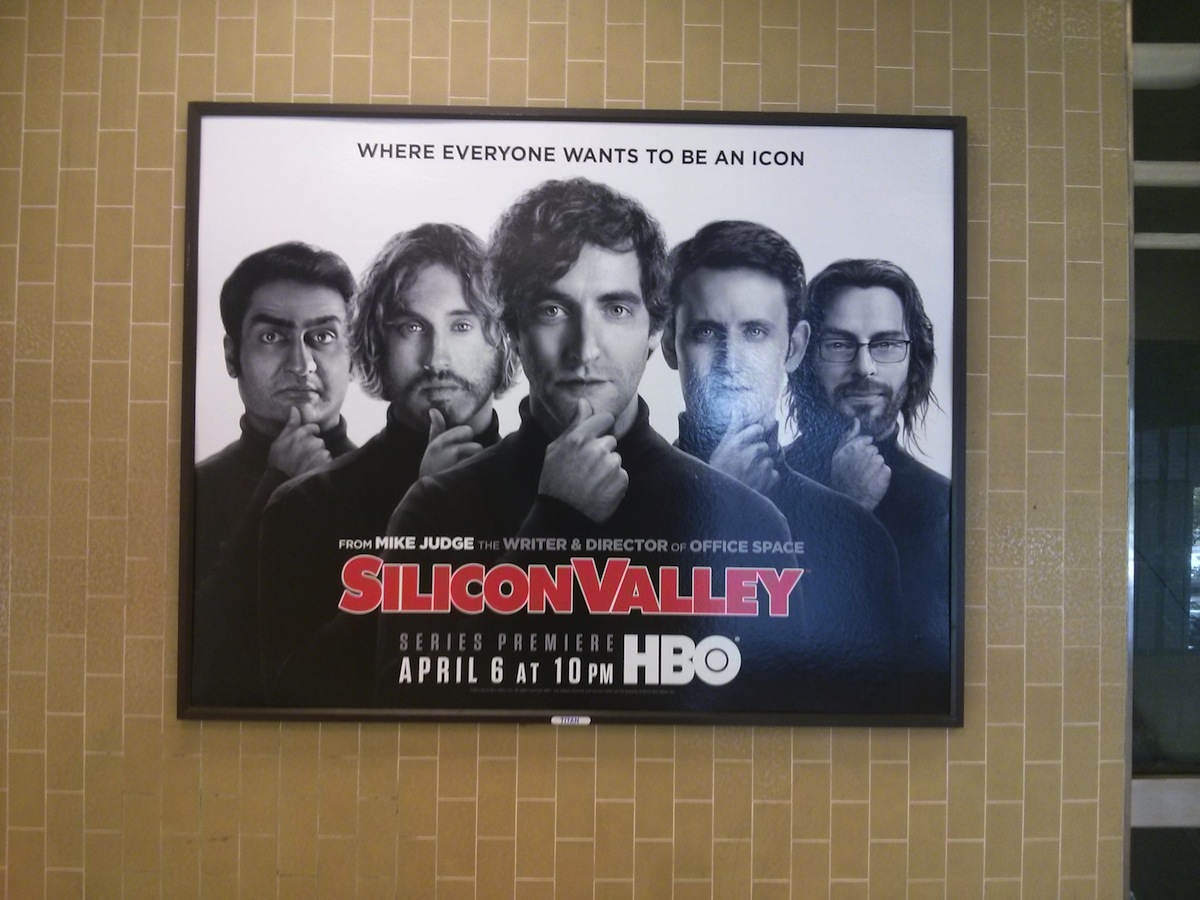 WHERE EVERYONE WANTS TO BE AN ICON
FROM MIKE JUDGE THE WRITER & DIRECTOR OF OFFICE SPACE
SILICON VALLEY
SERIES PREMIERE
APRIL 6 AT 10PM HBO
TITAN